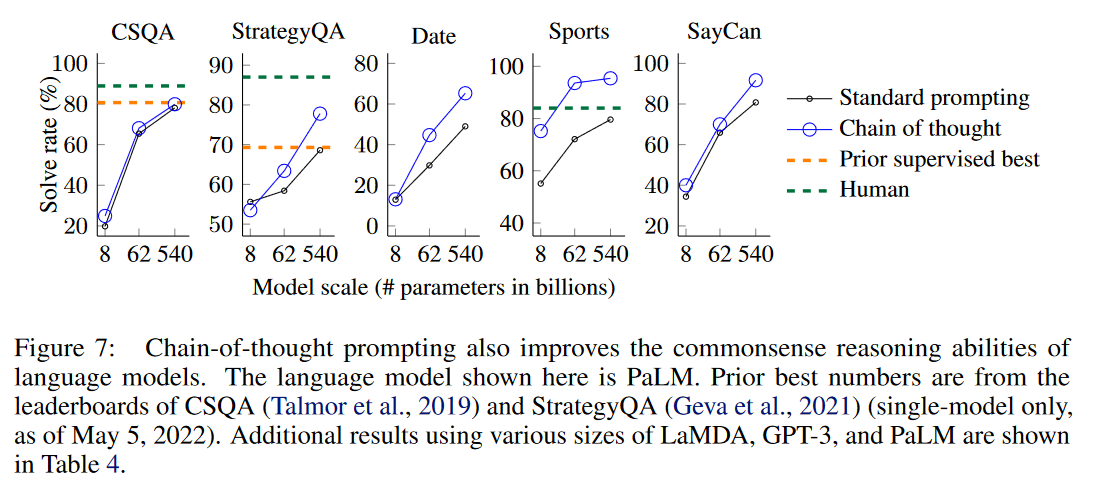 CSQA StrategyQA Date Sports SayCan
Solve rate (%)
100
80
60
40
20
8 62 540
90
80
70
60
50
8 62 540
80
60
40
20
0
8 62 540
100
80
60
40
8 62 540
100
80
60
40
20
8 62 540
Standard prompting
Chain of thought
Prior supervised best
Human
Model scale (# parameters in billions)
Figure 7: Chain-of-thought prompting also improves the commonsense reasoning abilities of
language models. The language model shown here is PaLM. Prior best numbers are from the
leaderboards of CSQA (Talmor et al., 2019) and StrategyQA (Geva et al., 2021) (single-model only,
as of May 5, 2022). Additional results using various sizes of LaMDA, GPT-3, and PaLM are shown
in Table 4.